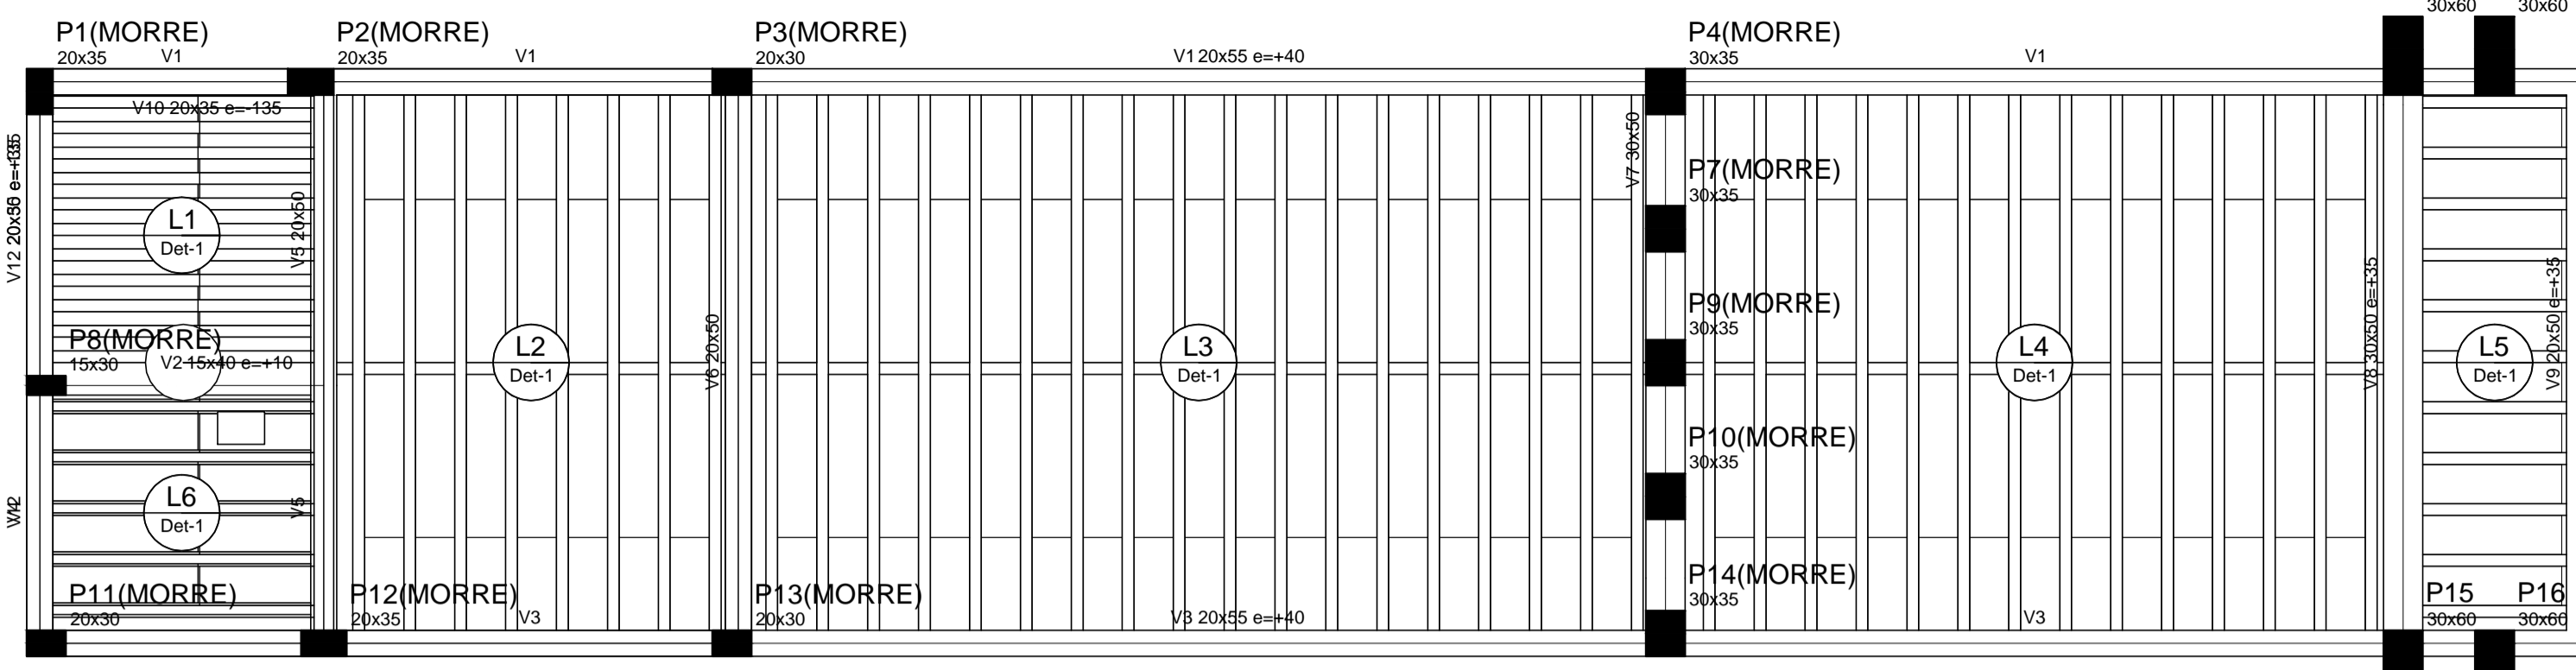 30x60
30x60
P1(MORRE)
20x35
V1
P2(MORRE)
20x35
V1
P3(MORRE)
20x30
V1 20x55 e=+40
P4(MORRE)
30x35
V1
V10 20x35 e=-135
V7 30x50
P7(MORRE)
30x35
L1
Det-1
V5 20x50
V12
P9(MORRE)
30x35
V8 30x50 e=+35
V9 20x50 e=+35
P8(MORRE)
15x30
V2 15x40 e=+10
L2
Det-1
V6 20x50
L3
Det-1
L4
Det-1
L5
Det-1
P10(MORRE)
30x35
L6
Det-1
V5
P14(MORRE)
30x35
P11(MORRE)
20x30
P12(MORRE)
20x35
V3
P13(MORRE)
20x30
V3 20x55 e=+40
V3
P15
30x60
P16
30x60